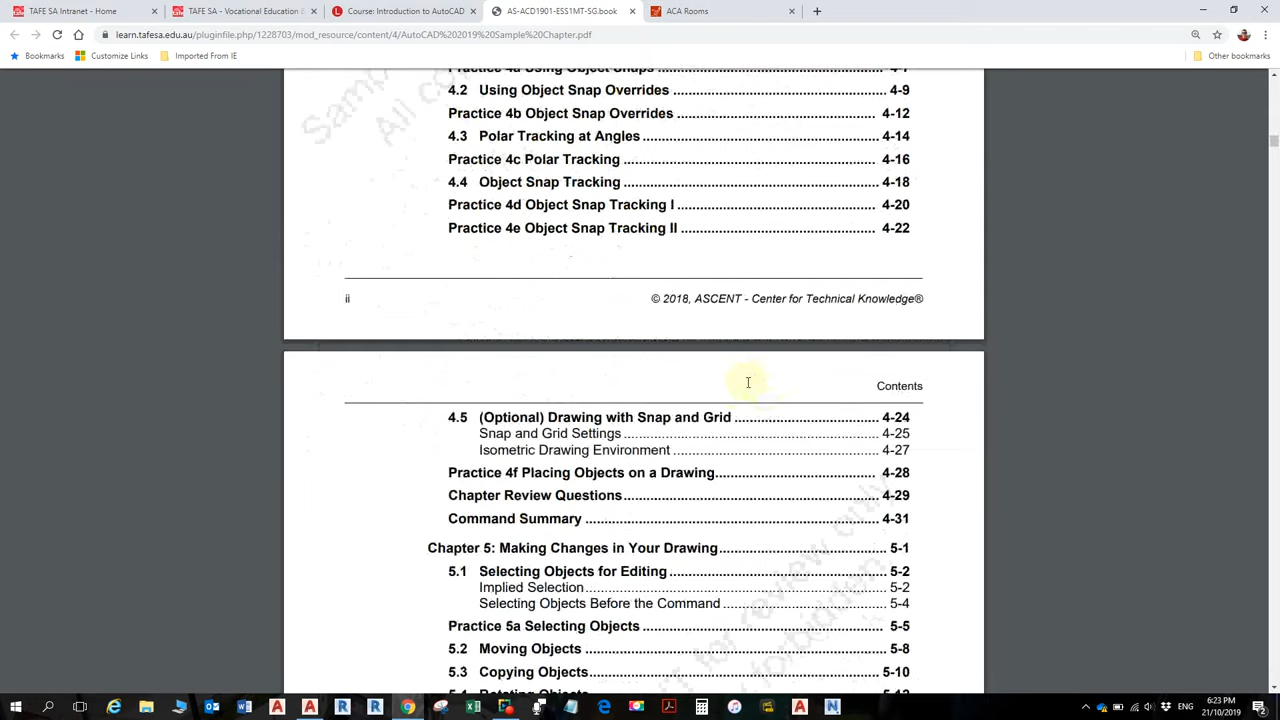 TAFE SA Intranet - Home
TAFE SA - Vocational Education E
Course: Introduction to AutoCAD
AS-ACD1901-ESS1MT-SG.book
ACA Rooms
learn.tafesa.edu.au/pluginfile.php/1228703/mod_resource/content/4/AutoCAD%202019%20Sample%20Chapter.pdf
Bookmarks
Customize Links
Imported From IE
Other bookmarks
Practice 4a Using Object Snaps 4-7
4.2 Using Object Snap Overrides 4-9
Practice 4b Object Snap Overrides 4-12
4.3 Polar Tracking at Angles 4-14
Practice 4c Polar Tracking 4-16
4.4 Object Snap Tracking 4-18
Practice 4d Object Snap Tracking I 4-20
Practice 4e Object Snap Tracking II 4-22
ii © 2018, ASCENT - Center for Technical Knowledge®
Contents
4.5 (Optional) Drawing with Snap and Grid 4-24
Snap and Grid Settings 4-25
Isometric Drawing Environment 4-27
Practice 4f Placing Objects on a Drawing 4-28
Chapter Review Questions 4-29
Command Summary 4-31
Chapter 5: Making Changes in Your Drawing 5-1
5.1 Selecting Objects for Editing 5-2
Implied Selection 5-2
Selecting Objects Before the Command 5-4
Practice 5a Selecting Objects 5-5
5.2 Moving Objects 5-8
5.3 Copying Objects 5-10
5.4 Rotating Objects 5-12
ENG
6:23 PM
21/10/2019